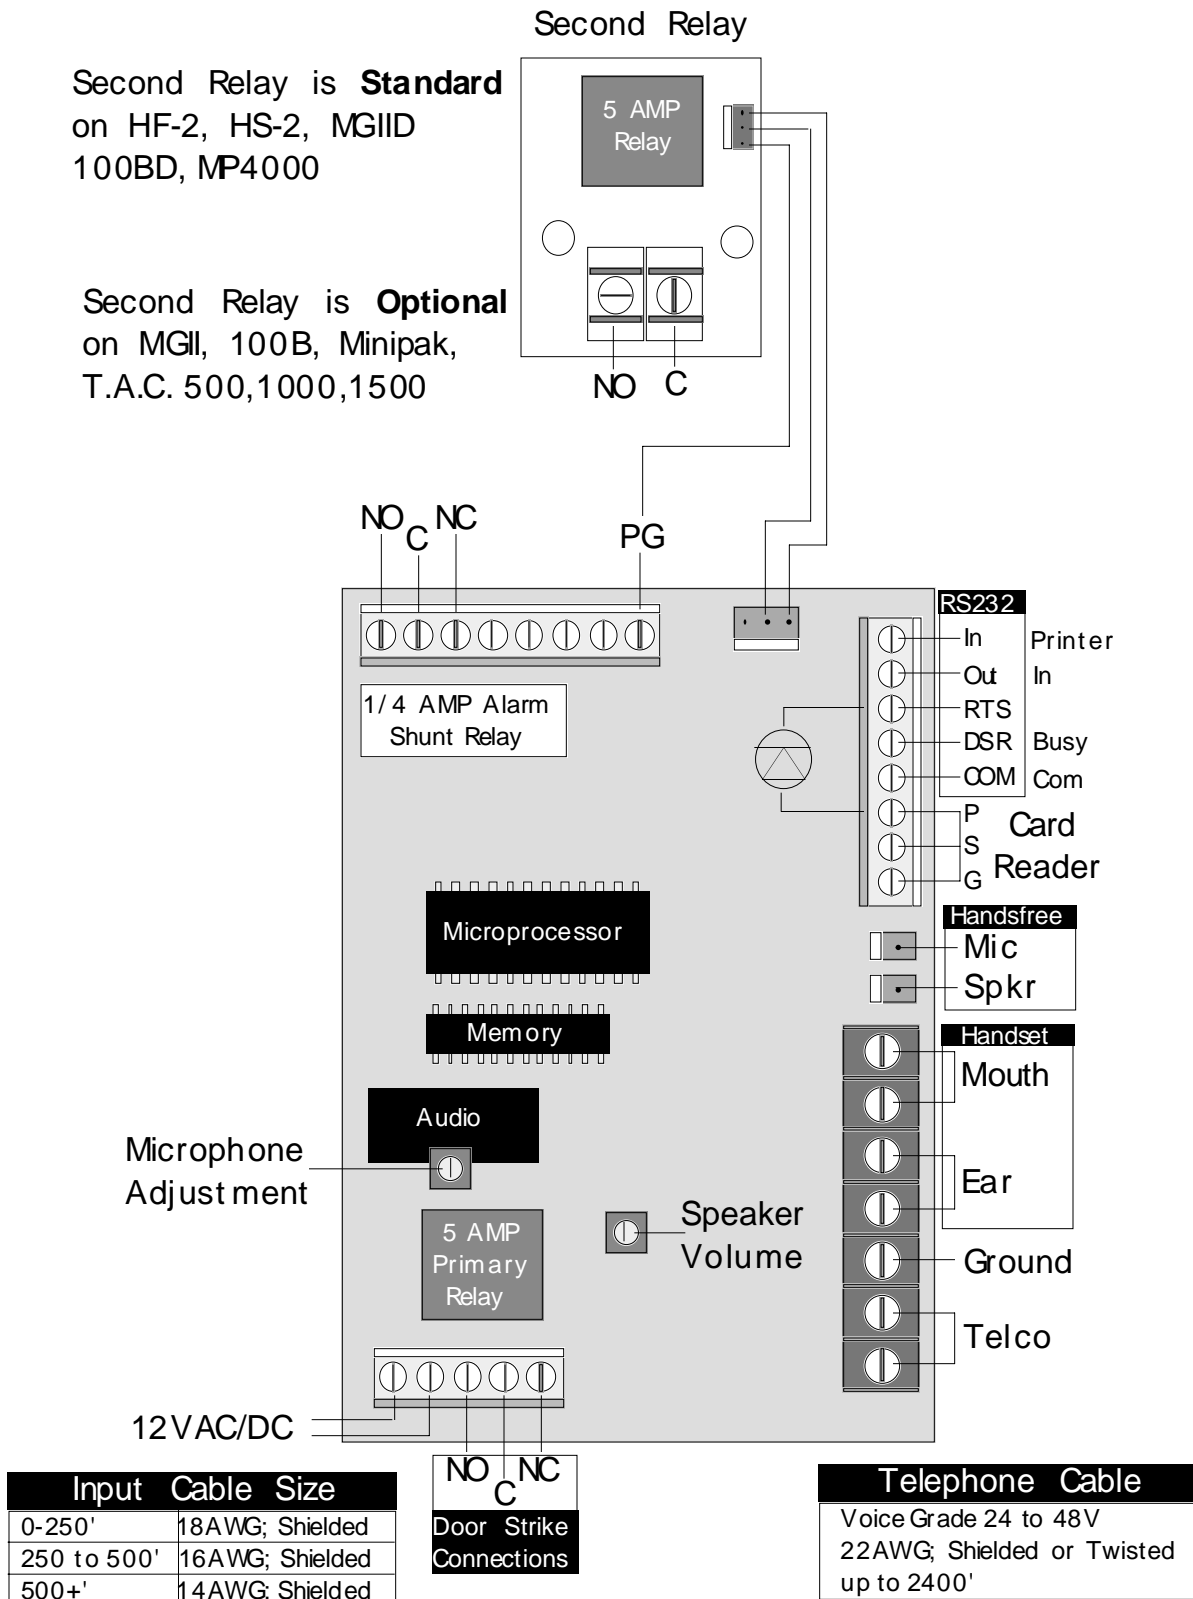 Second Relay
Second Relay is Standard
on HF-2, HS-2, MGIID
100BD, MP4000
5 AMP
Relay
Second Relay is Optional
on MGII, 100B, Minipak,
T.A.C. 500,1000,1500
NO C
NO C NC
PG
1/4 AMP Alarm
Shunt Relay
RS232
In Printer
Out In
RTS
DSR Busy
COM Com
P
S
G
Card
Reader
Handsfree
Mic
Spkr
Microprocessor
Memory
Handset
Mouth
Ear
Audio
Microphone
Adjustment
5 AMP
Primary
Relay
Speaker
Volume
Ground
Telco
12VAC/DC
NO C NC
Door Strike
Connections
Input Cable Size
0-250' 18AWG; Shielded
250 to 500' 16AWG; Shielded
500+' 14AWG; Shielded
Telephone Cable
Voice Grade 24 to 48V
22AWG; Shielded or Twisted
up to 2400'